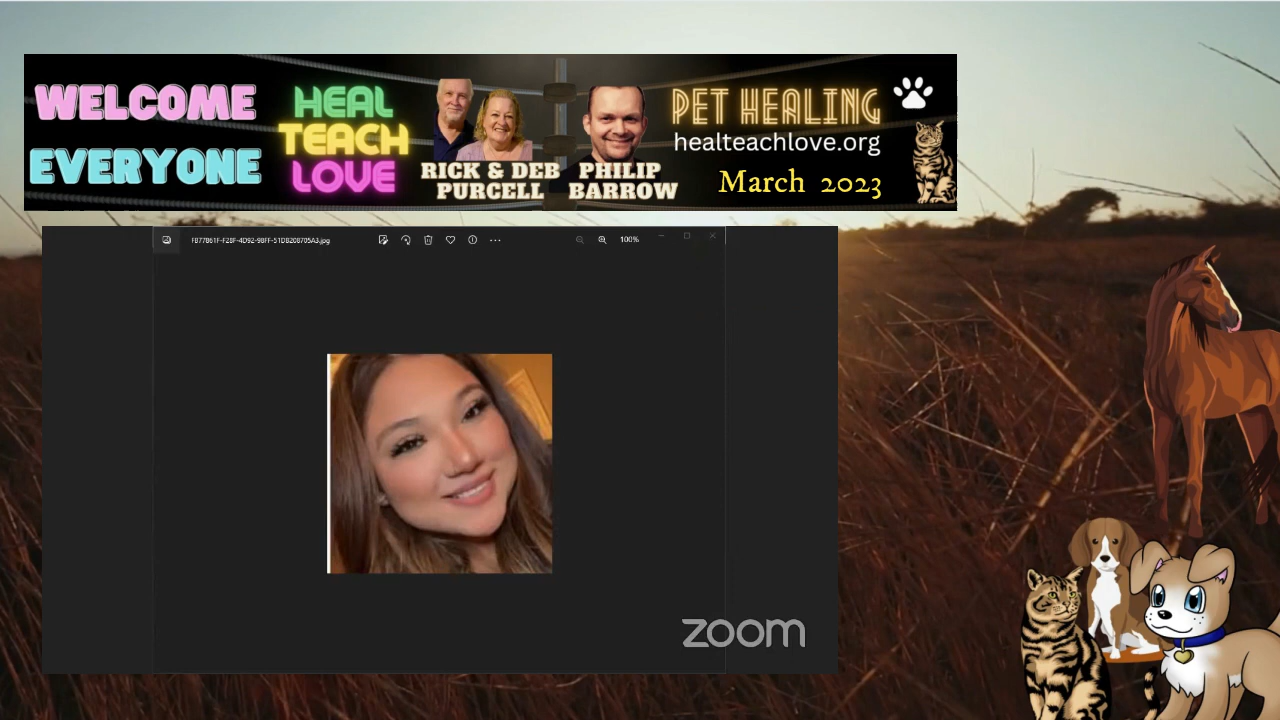 WELCOME
EVERYONE
HEAL
TEACH
LOVE
RICK & DEB
PURCELL
PHILIP
BARROW
PET HEALING
healteachlove.org
March 2023
100%
zoom